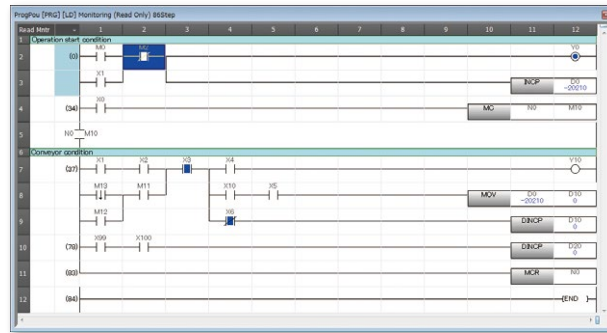 ProgPou [PRG] [LD] Monitoring (Read Only) 86Step
Read Mntr 1 2 3 4 5 6 7 8 9 10 11 12
1 Operation start condition
M0 M2 Y0
2 (0)
X1 INCP D0
3 -20210
X0
4 (34) MC N0 M10
5 N0 M10
6 Conveyor condition
X1 X2 X3 X4 Y10
7 (37)
M13 M11 X10 X5 MOV D0 D10
8 -20210 0
M12 X6 DINCP D10
9 0
X99 X100 DINCP D20
10 (79) 0
11 (83) MCR N0
12 (84) END